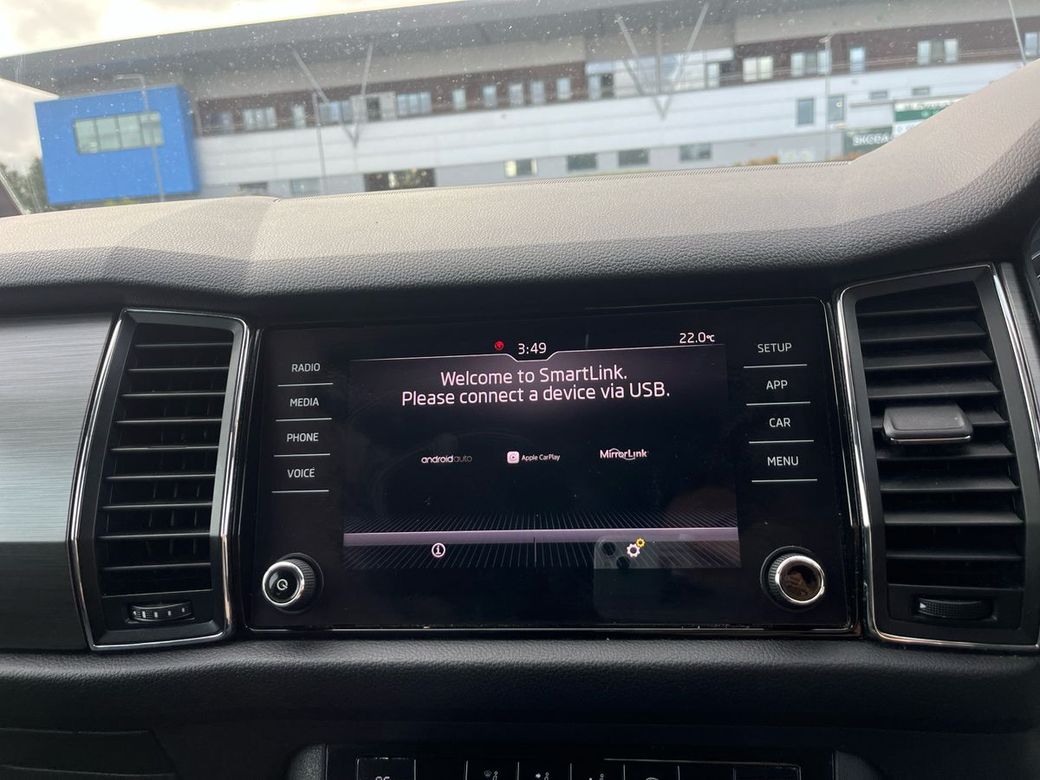 3:49
22.0°C
RADIO
MEDIA
PHONE
VOICE
Welcome to SmartLink.
Please connect a device via USB.
androidauto
Apple CarPlay
MirrorLink
SETUP
APP
CAR
MENU